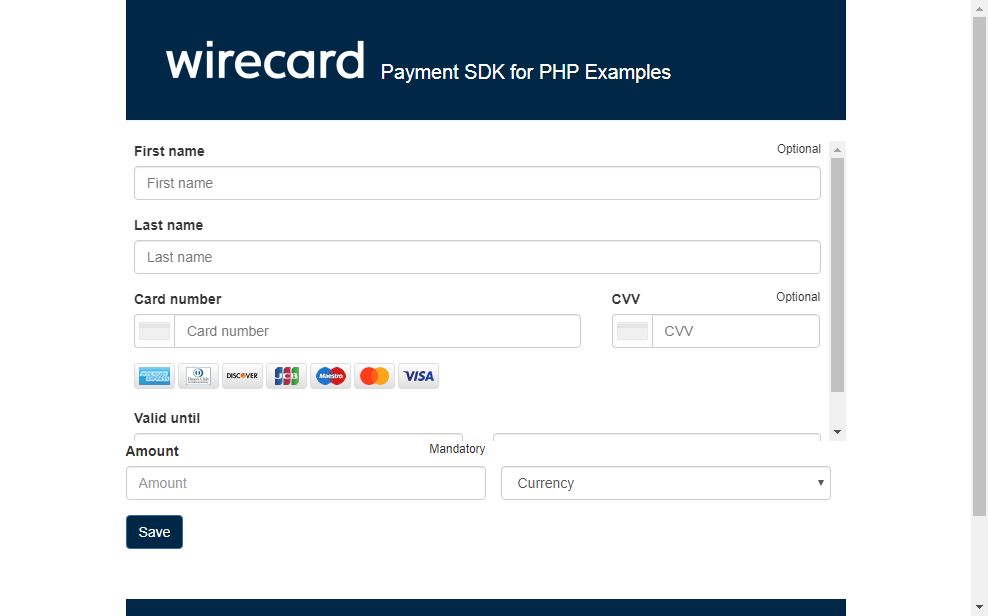 wirecard Payment SDK for PHP Examples
First name Optional
First name
Last name
Last name
Card number CVV Optional
Card number CVV
DISCOVER JCB Maestro VISA
Valid until
Amount Mandatory
Amount Currency
Save